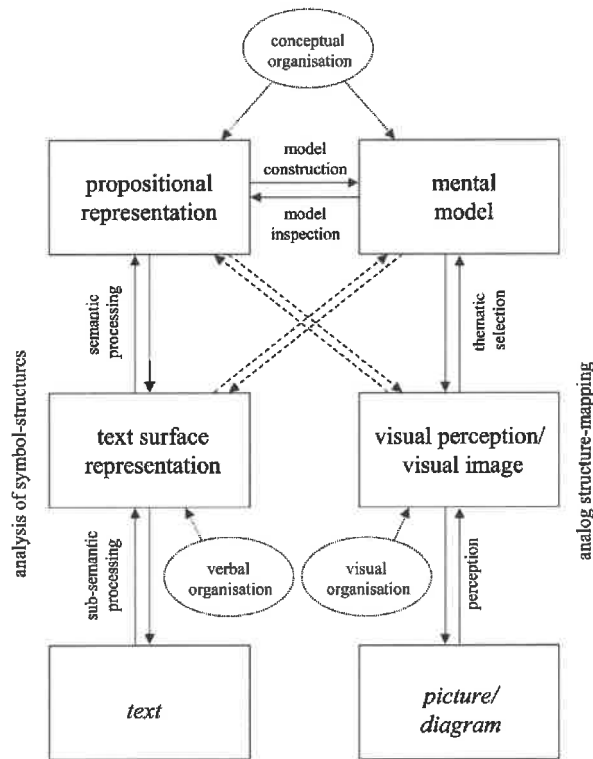 conceptual
organisation
propositional
representation
model
construction
model
inspection
mental
model
semantic
processing
thematic
selection
analysis of symbol-structures
analog structure-mapping
text surface
representation
visual perception/
visual image
sub-semantic
processing
verbal
organisation
visual
organisation
perception
text
picture/
diagram